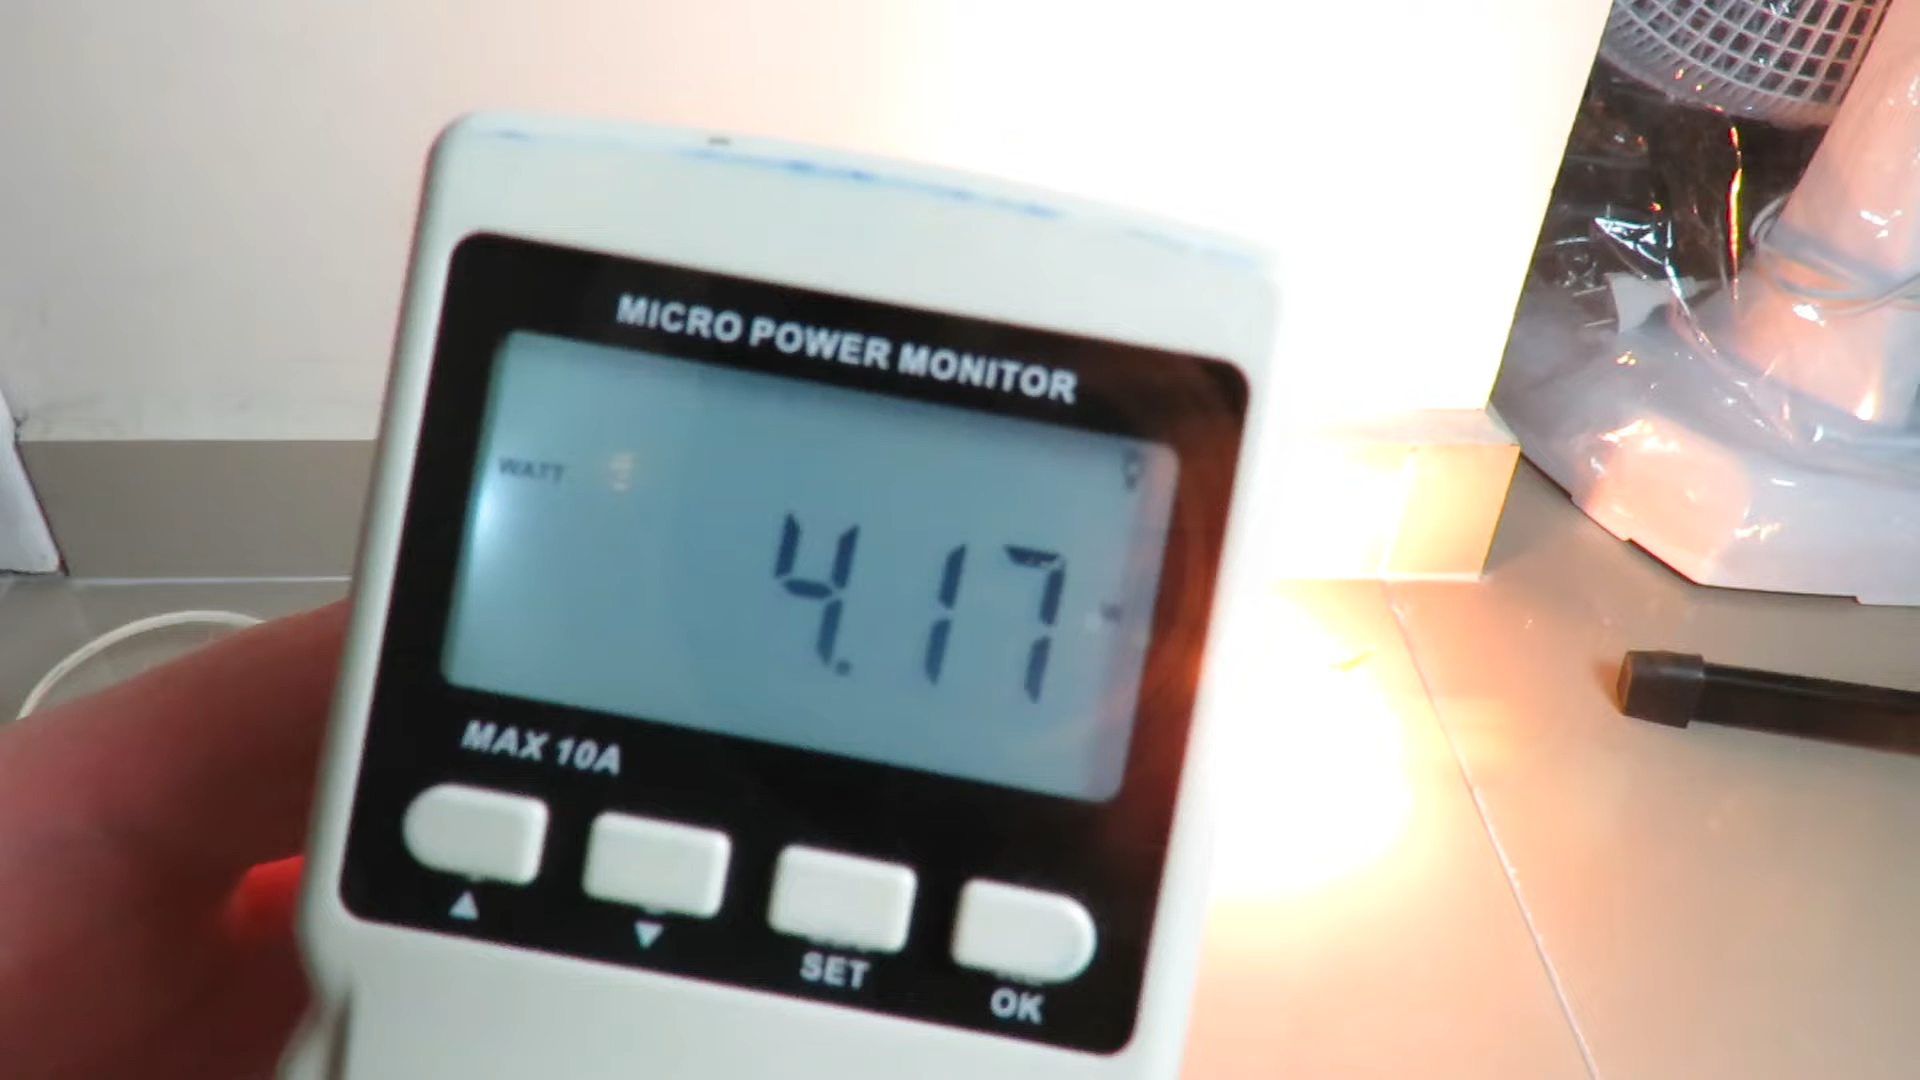 MICRO POWER MONITOR
WATT
4.17
MAX 10A
▲ ▼ SET OK